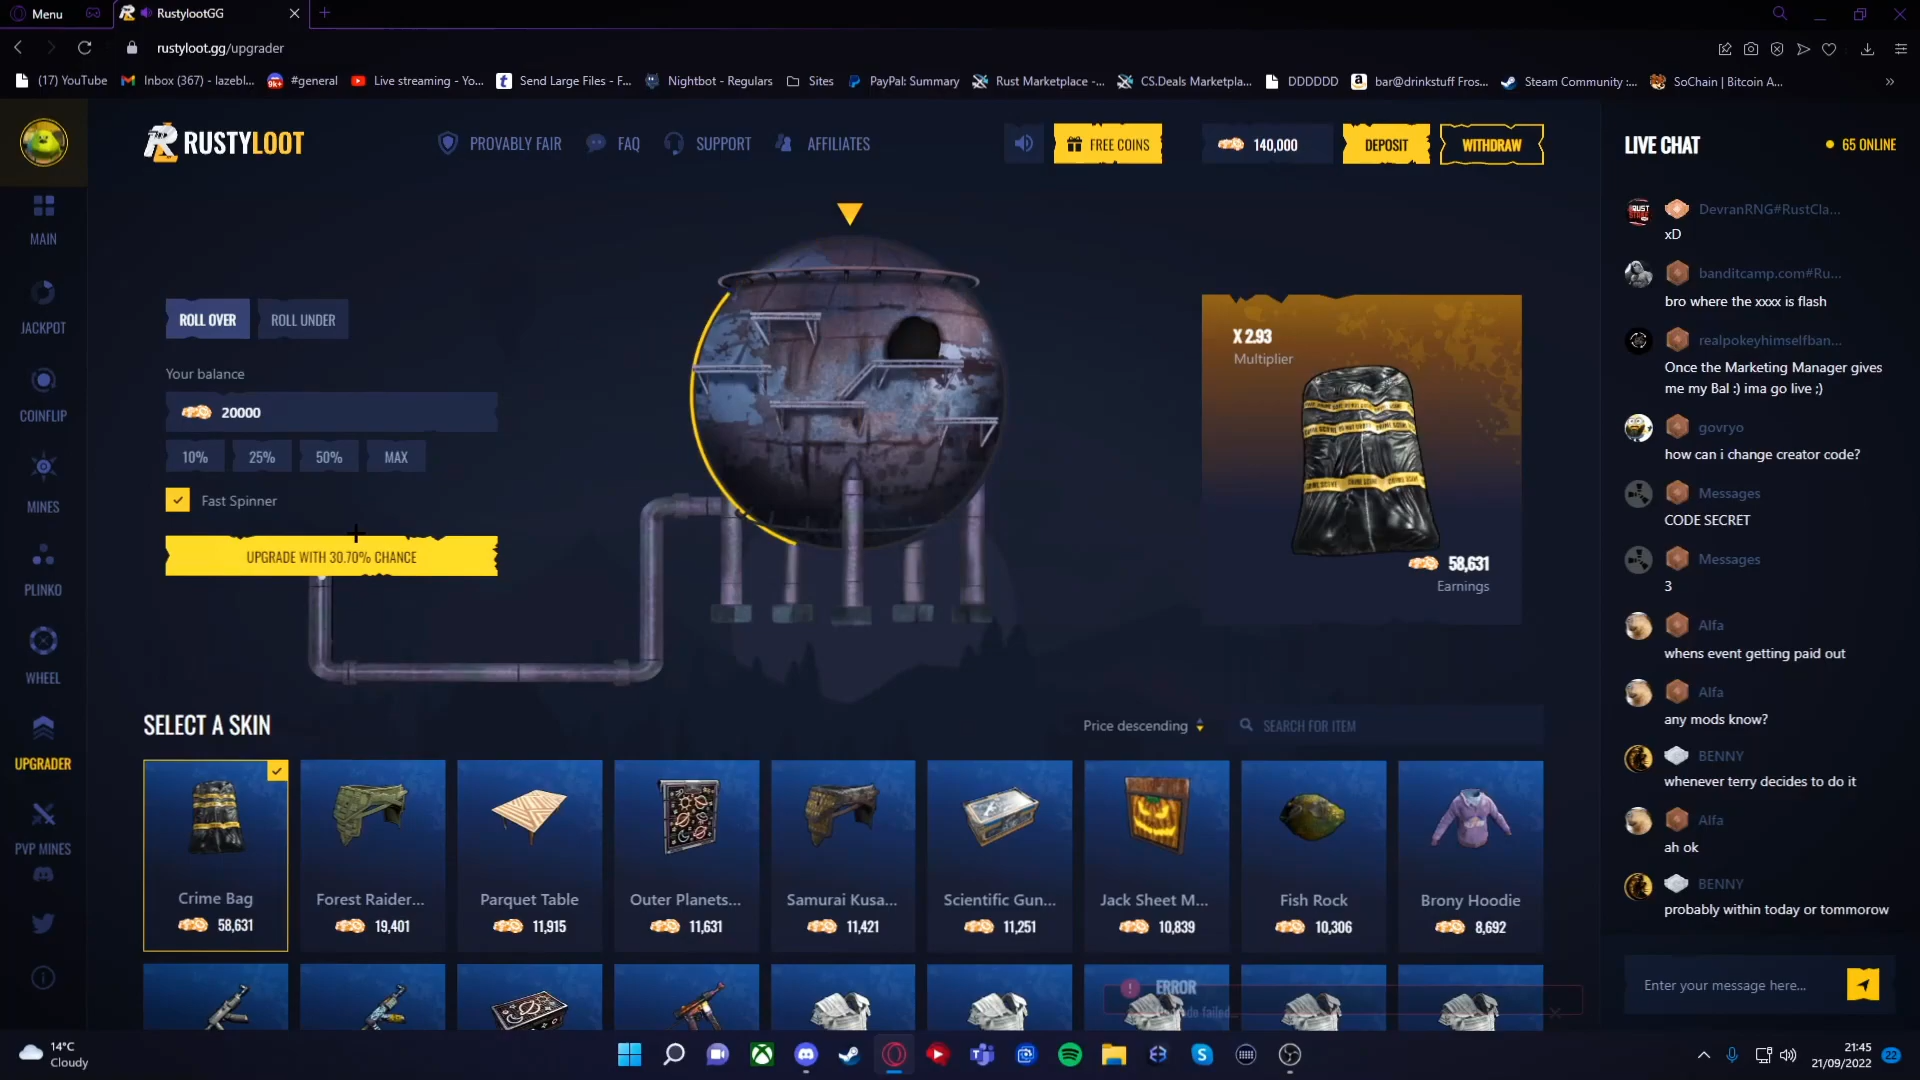 Menu
RustylootGG
rustyloot.gg/upgrader
(17) YouTube
Inbox (367) - lazebl...
9k+
#general
Live streaming - Yo...
Send Large Files - F...
Nightbot - Regulars
Sites
PayPal: Summary
Rust Marketplace -...
CS.Deals Marketpla...
DDDDDD
bar@drinkstuff Fros...
Steam Community :...
SoChain | Bitcoin A...
RUSTYLOOT
PROVABLY FAIR
FAQ
SUPPORT
AFFILIATES
FREE COINS
140,000
DEPOSIT
WITHDRAW
MAIN
JACKPOT
COINFLIP
MINES
PLINKO
WHEEL
UPGRADER
PVP MINES
ROLL OVER
ROLL UNDER
Your balance
20000
10%
25%
50%
MAX
Fast Spinner
UPGRADE WITH 30.70% CHANCE
X 2.93
Multiplier
58,631
Earnings
SELECT A SKIN
Price descending
SEARCH FOR ITEM
Crime Bag
58,631
Forest Raider...
19,401
Parquet Table
11,915
Outer Planets...
11,631
Samurai Kusa...
11,421
Scientific Gun...
11,251
Jack Sheet M...
10,839
Fish Rock
10,306
Brony Hoodie
8,692
ERROR
failed...
LIVE CHAT
65 ONLINE
DevranRNG#RustCla...
xD
banditcamp.com#Ru...
bro where the xxxx is flash
realpokeyhimselfban...
Once the Marketing Manager gives
me my Bal :) ima go live ;)
govryo
how can i change creator code?
Messages
CODE SECRET
Messages
3
Alfa
whens event getting paid out
Alfa
any mods know?
BENNY
whenever terry decides to do it
Alfa
ah ok
BENNY
probably within today or tommorow
Enter your message here...
14°C
Cloudy
21:45
21/09/2022
22